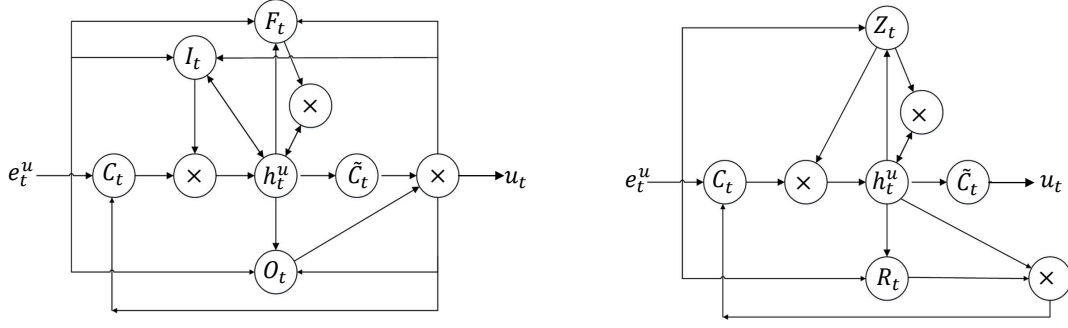 F_t
I_t
×
e_t^u C_t × h_t^u C̃_t × u_t
O_t
Z_t
×
e_t^u C_t × h_t^u C̃_t u_t
R_t ×